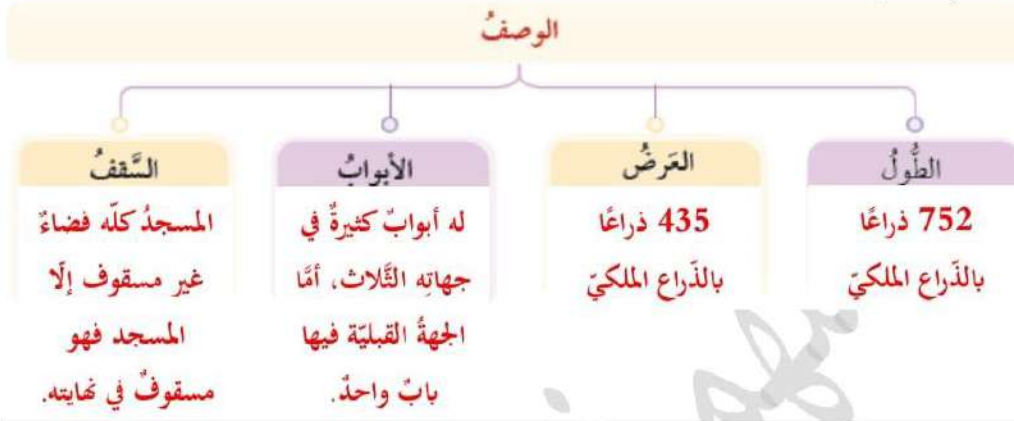 الوصفُ
الطُّولُ
752 ذراعًا
بالذّراع الملكيّ
العَرضُ
435 ذراعًا
بالذّراع الملكيّ
الأبوابُ
له أبوابٌ كثيرةٌ في
جهاتِه الثَّلاث، أمَّا
الجهةُ القبليّة فيها
بابٌ واحدٌ.
السَّقفُ
المسجدُ كلّه فضاءٌ
غير مسقوف إلّا
المسجد فهو
مسقوفٌ في نهايته.